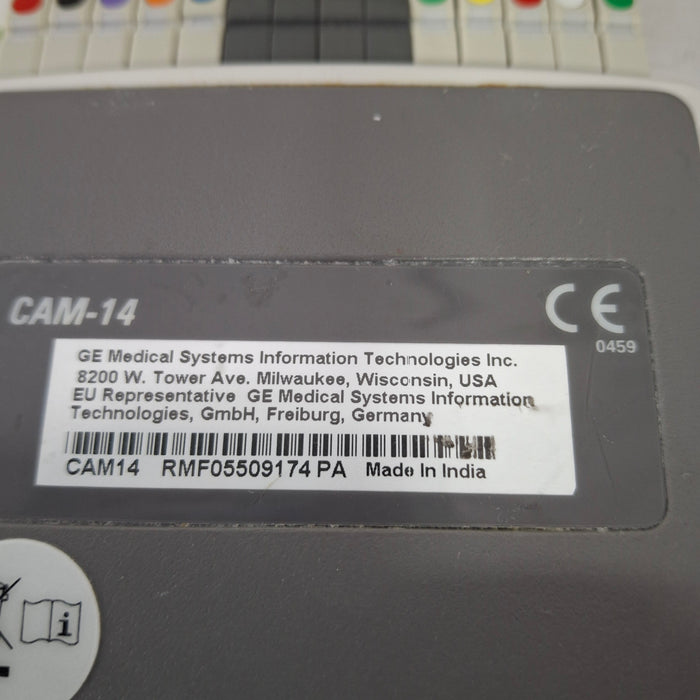 CAM-14
CE
0459
GE Medical Systems Information Technologies Inc.
8200 W. Tower Ave. Milwaukee, Wisconsin, USA
EU Representative GE Medical Systems Information
Technologies, GmbH, Freiburg, Germany
CAM14 RMF05509174 PA Made In India
i